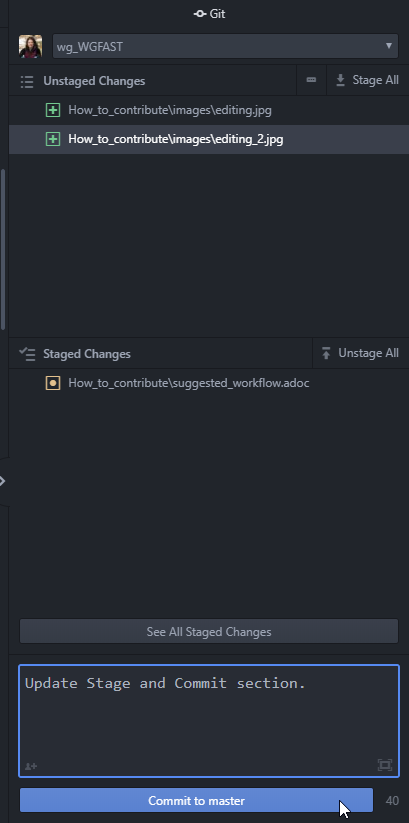 Git
wg_WGFAST
Unstaged Changes Stage All
How_to_contribute\images\editing.jpg
How_to_contribute\images\editing_2.jpg
Staged Changes Unstage All
How_to_contribute\suggested_workflow.adoc
See All Staged Changes
Update Stage and Commit section.
Commit to master 40